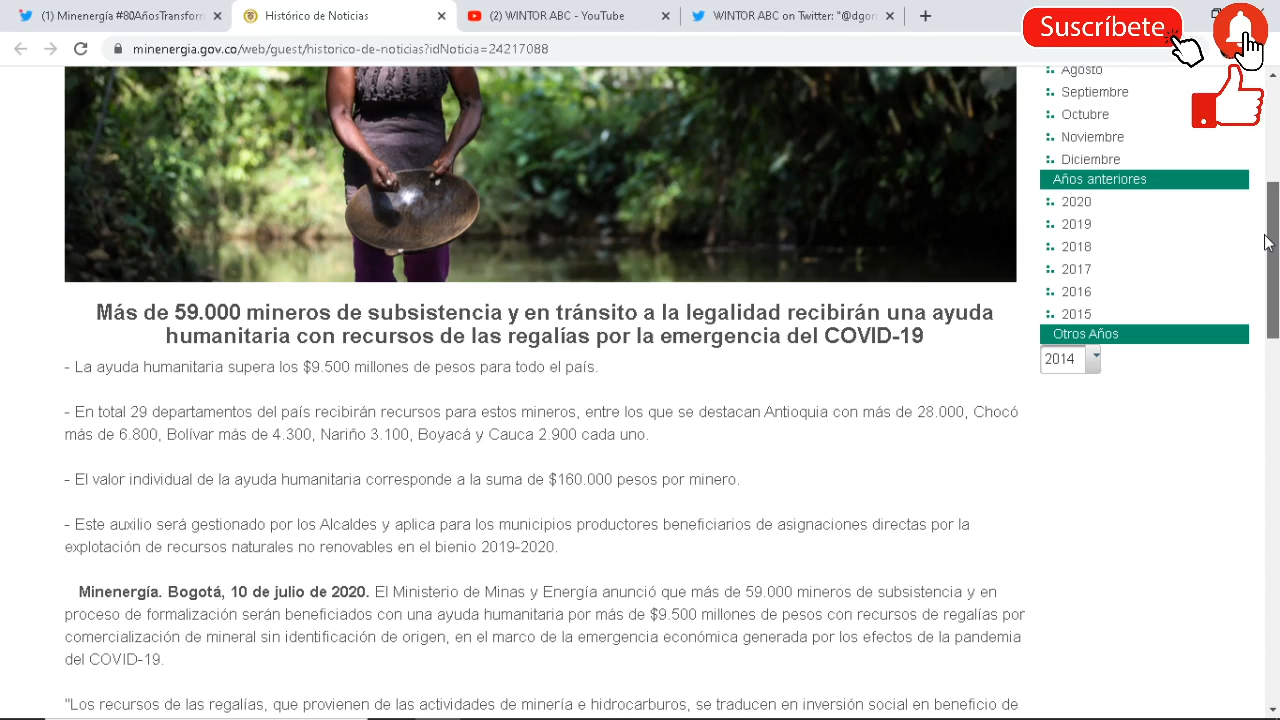 (1) Minenergía #80AñosTransform
Histórico de Noticias
(2) WINTOR ABC - YouTube
WINTOR ABC on Twitter: "@dgor
Suscríbete
minenergia.gov.co/web/guest/historico-de-noticias?idNoticia=24217088
Agosto
Septiembre
Octubre
Noviembre
Diciembre
Años anteriores
2020
2019
2018
2017
2016
2015
Otros Años
2014
Más de 59.000 mineros de subsistencia y en tránsito a la legalidad recibirán una ayuda
humanitaria con recursos de las regalías por la emergencia del COVID-19
- La ayuda humanitaria supera los $9.500 millones de pesos para todo el país.
- En total 29 departamentos del país recibirán recursos para estos mineros, entre los que se destacan Antioquia con más de 28.000, Chocó
más de 6.800, Bolívar más de 4.300, Nariño 3.100, Boyacá y Cauca 2.900 cada uno.
- El valor individual de la ayuda humanitaria corresponde a la suma de $160.000 pesos por minero.
- Este auxilio será gestionado por los Alcaldes y aplica para los municipios productores beneficiarios de asignaciones directas por la
explotación de recursos naturales no renovables en el bienio 2019-2020.
Minenergía. Bogotá, 10 de julio de 2020. El Ministerio de Minas y Energía anunció que más de 59.000 mineros de subsistencia y en
proceso de formalización serán beneficiados con una ayuda humanitaria por más de $9.500 millones de pesos con recursos de regalías por
comercialización de mineral sin identificación de origen, en el marco de la emergencia económica generada por los efectos de la pandemia
del COVID-19.
"Los recursos de las regalías, que provienen de las actividades de minería e hidrocarburos, se traducen en inversión social en beneficio de